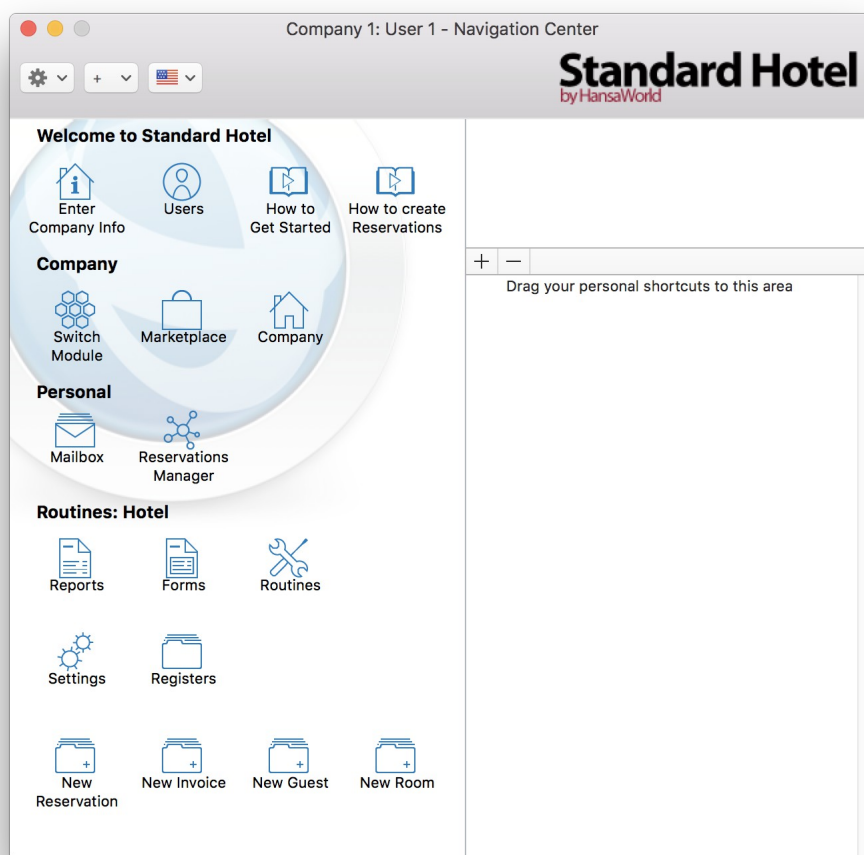 Company 1: User 1 - Navigation Center
Standard Hotel
by HansaWorld
Welcome to Standard Hotel
Enter
Company Info
Users
How to
Get Started
How to create
Reservations
Company
Switch
Module
Marketplace
Company
Personal
Mailbox
Reservations
Manager
Routines: Hotel
Reports
Forms
Routines
Settings
Registers
New
Reservation
New Invoice
New Guest
New Room
Drag your personal shortcuts to this area